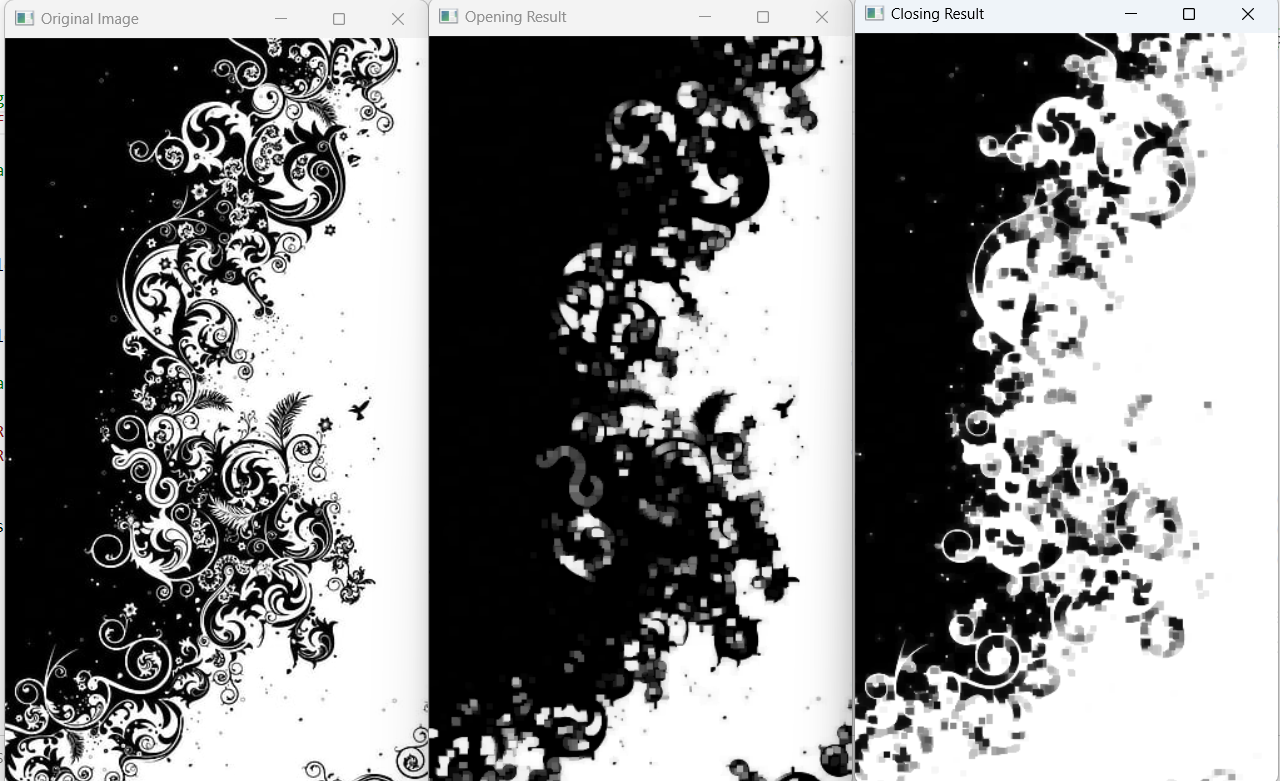 Original Image
Opening Result
Closing Result